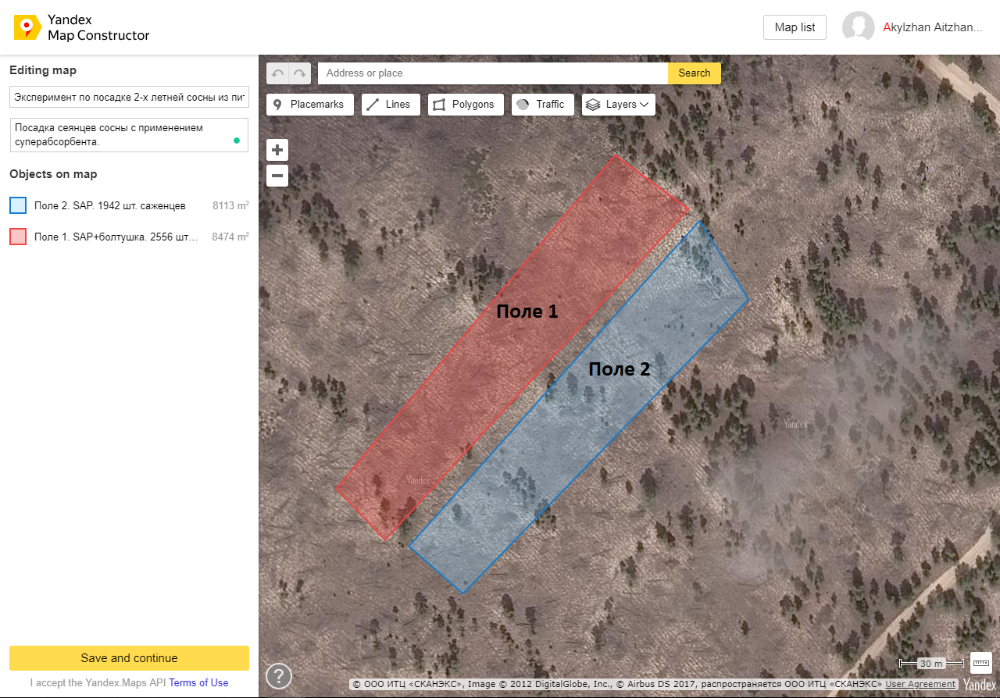 Yandex
Map Constructor
Map list
Akylzhan Aitzhan...
Editing map
Эксперимент по посадке 2-х летней сосны из
Посадка сеянцев сосны с применением
суперабсорбента.
Objects on map
Поле 2. SAP. 1942 шт. саженцев 8113 m²
Поле 1. SAP+болтушка. 2556 шт... 8474 m²
Save and continue
I accept the Yandex.Maps API Terms of Use
Address or place
Search
Placemarks
Lines
Polygons
Traffic
Layers
Поле 1
Поле 2
Yandex
Yandex
30 m
?
© ООО ИТЦ «СКАНЭКС», Image © 2012 DigitalGlobe, Inc., © Airbus DS 2017, распространяется ООО ИТЦ «СКАНЭКС» User Agreement
Yandex